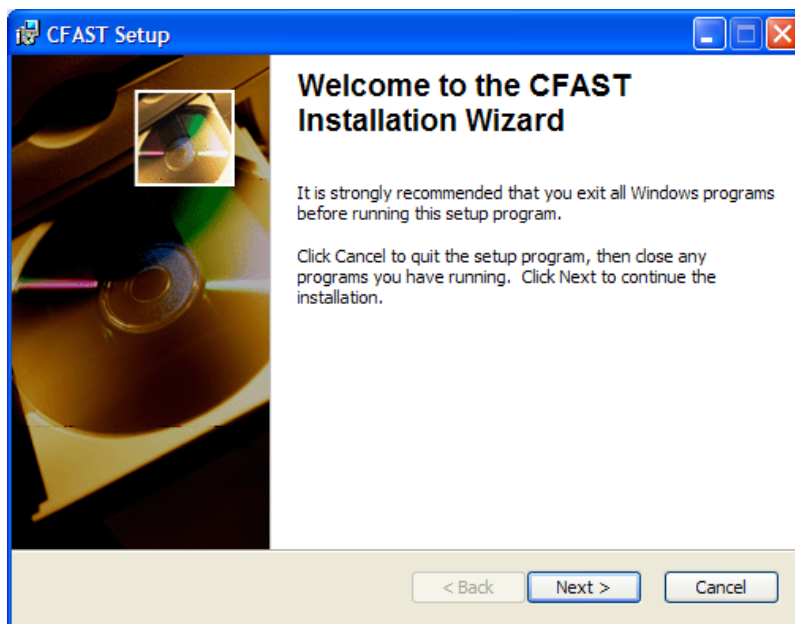 CFAST Setup
Welcome to the CFAST
Installation Wizard
It is strongly recommended that you exit all Windows programs
before running this setup program.
Click Cancel to quit the setup program, then close any
programs you have running. Click Next to continue the
installation.
< Back Next > Cancel